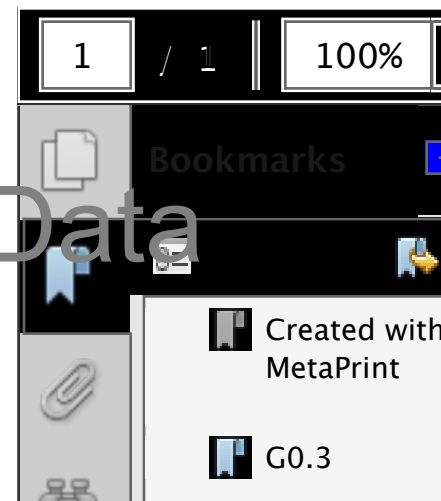 1 / 1 100%
Bookmarks
Data
Created with
MetaPrint
G0.3